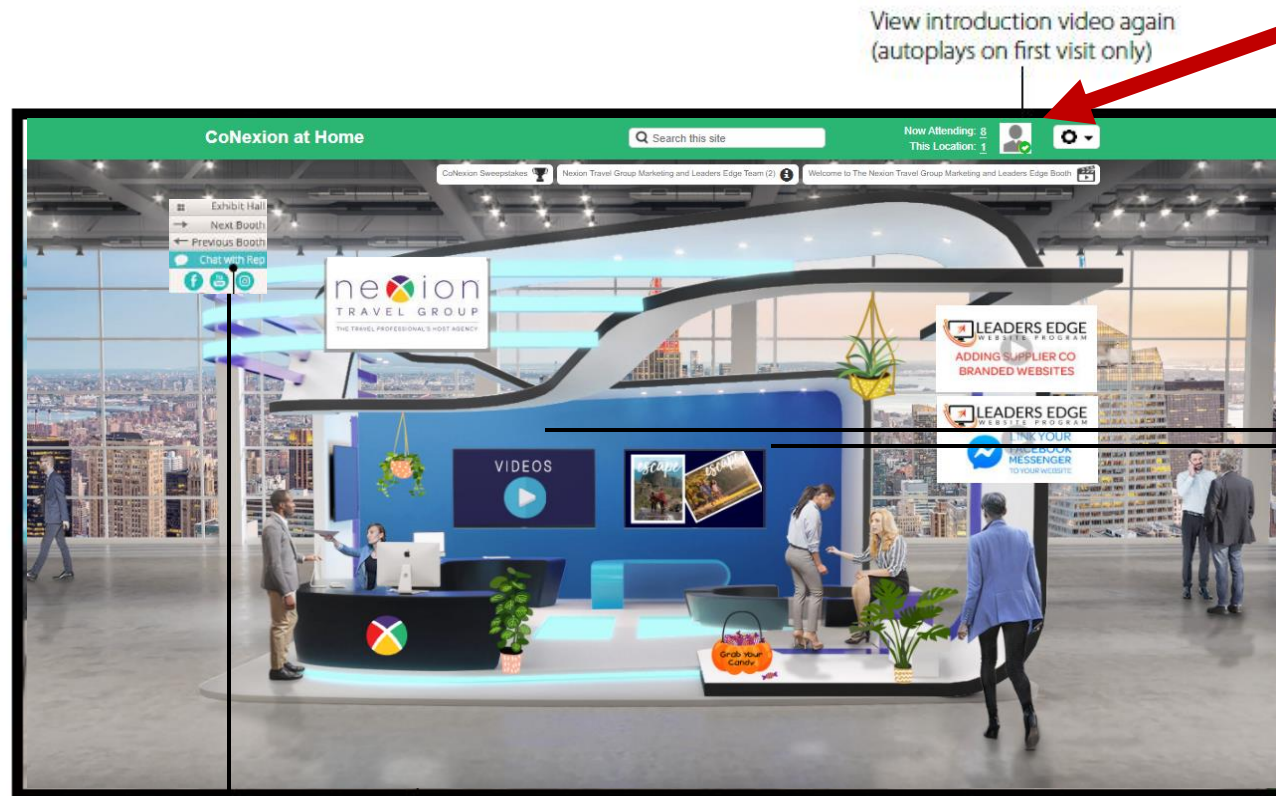 View introduction video again
(autoplays on first visit only)
CoNexion at Home
Search this site
Now Attending: 8
This Location: 1
CoNexion Sweepstakes
Nexion Travel Group Marketing and Leaders Edge Team (2)
Welcome to The Nexion Travel Group Marketing and Leaders Edge Booth
Exhibit Hall
Next Booth
Previous Booth
Chat with Rep
nexion
TRAVEL GROUP
THE TRAVEL PROFESSIONAL'S HOST AGENCY
LEADERS EDGE
WEBSITE PROGRAM
ADDING SUPPLIER CO
BRANDED WEBSITES
LEADERS EDGE
WEBSITE PROGRAM
LINK YOUR
FACEBOOK
MESSENGER
TO YOUR WEBSITE
VIDEOS
escape
escape
Grab Your
Candy